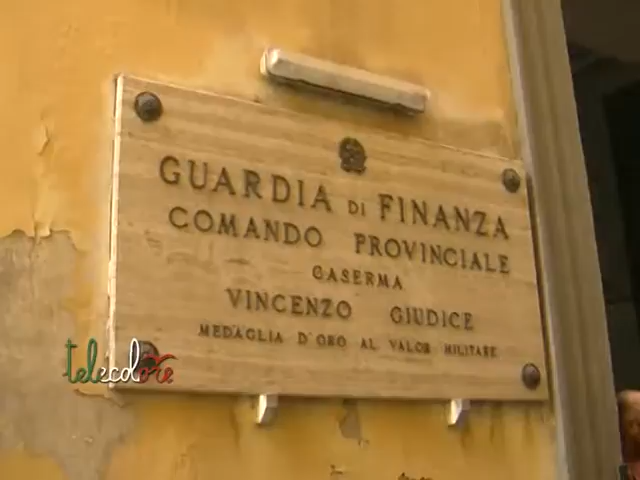 GUARDIA DI FINANZA
COMANDO PROVINCIALE
CASERMA
VINCENZO GIUDICE
MEDAGLIA D'ORO AL VALOR MILITARE
telecolore